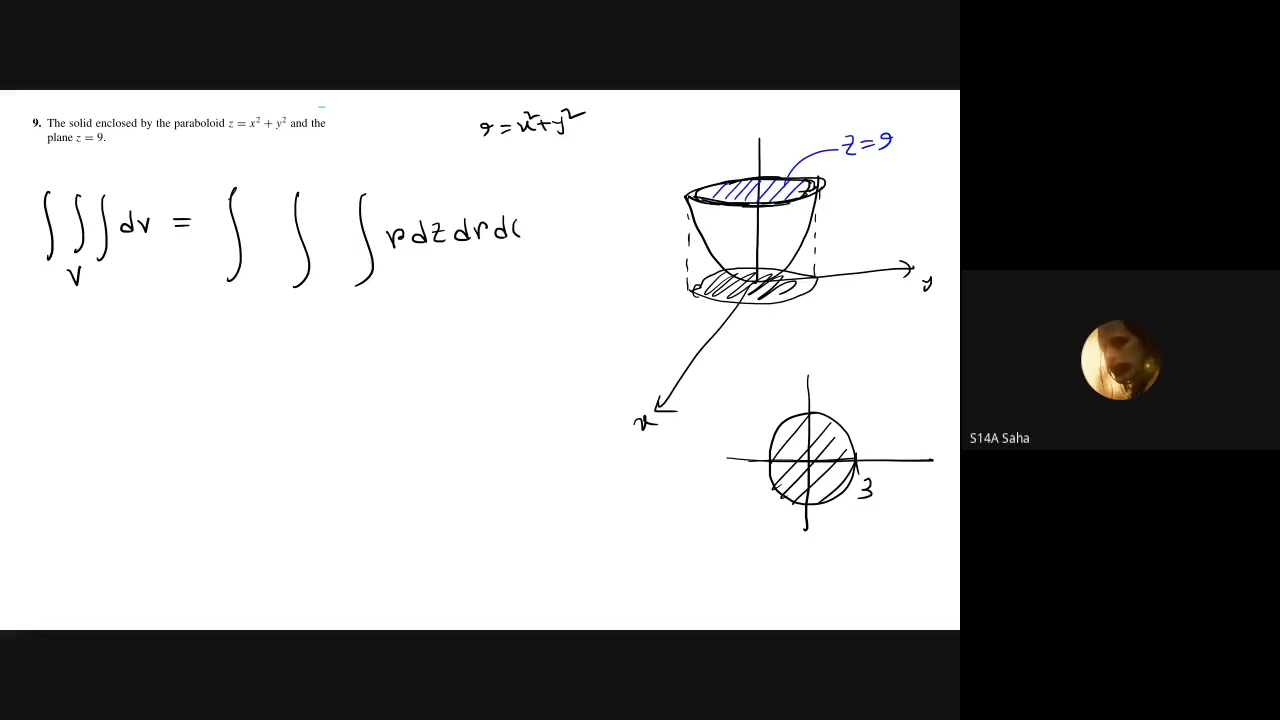 9. The solid enclosed by the paraboloid z = x² + y² and the
plane z = 9.
9 = x² + y²
z = 9
∫∫∫ dv = ∫ ∫ ∫ r dz dr d
V
y
x
3
S14A Saha